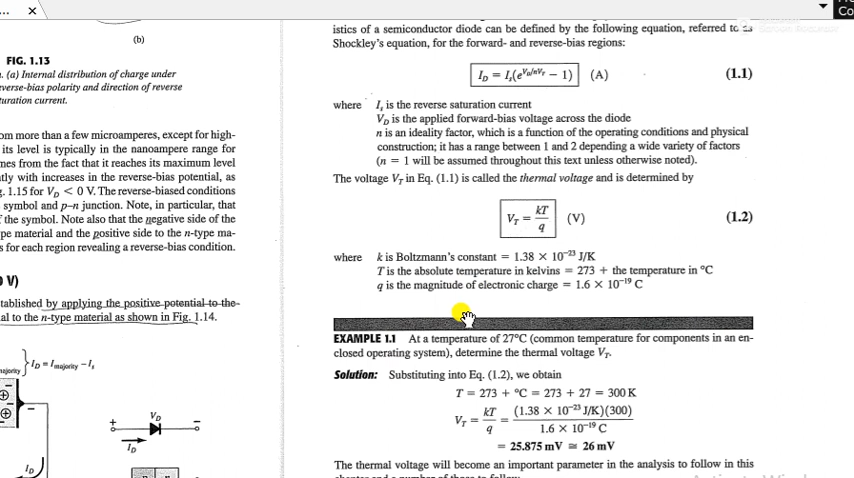 (b)
FIG. 1.13
. (a) Internal distribution of charge under
everse-bias polarity and direction of reverse
turation current.
om more than a few microamperes, except for high-
its level is typically in the nanoampere range for
mes from the fact that it reaches its maximum level
tly with increases in the reverse-bias potential, as
g. 1.15 for V_D < 0 V. The reverse-biased conditions
symbol and p–n junction. Note, in particular, that
f the symbol. Note also that the negative side of the
pe material and the positive side to the n-type ma-
s for each region revealing a reverse-bias condition.
V)
tablished by applying the positive potential to the
al to the n-type material as shown in Fig. 1.14.
I_D = I_majority – I_s
+ V_D –
I_D
I_D
istics of a semiconductor diode can be defined by the following equation, referred to as
Shockley's equation, for the forward- and reverse-bias regions:
I_D = I_s(e^{V_D/nV_T} – 1) (A) (1.1)
where I_s is the reverse saturation current
V_D is the applied forward-bias voltage across the diode
n is an ideality factor, which is a function of the operating conditions and physical
construction; it has range between 1 and 2 depending a wide variety of factors
(n = 1 will be assumed throughout this text unless otherwise noted).
The voltage V_T in Eq. (1.1) is called the thermal voltage and is determined by
V_T = kT/q (V) (1.2)
where k is Boltzmann's constant = 1.38 × 10⁻²³ J/K
T is the absolute temperature in kelvins = 273 + the temperature in °C
q is the magnitude of electronic charge = 1.6 × 10⁻¹⁹ C
EXAMPLE 1.1 At a temperature of 27°C (common temperature for components in an en-
closed operating system), determine the thermal voltage V_T.
Solution: Substituting into Eq. (1.2), we obtain
T = 273 + °C = 273 + 27 = 300 K
V_T = kT/q = (1.38 × 10⁻²³ J/K)(300) / 1.6 × 10⁻¹⁹ C
= 25.875 mV ≅ 26 mV
The thermal voltage will become an important parameter in the analysis to follow in this